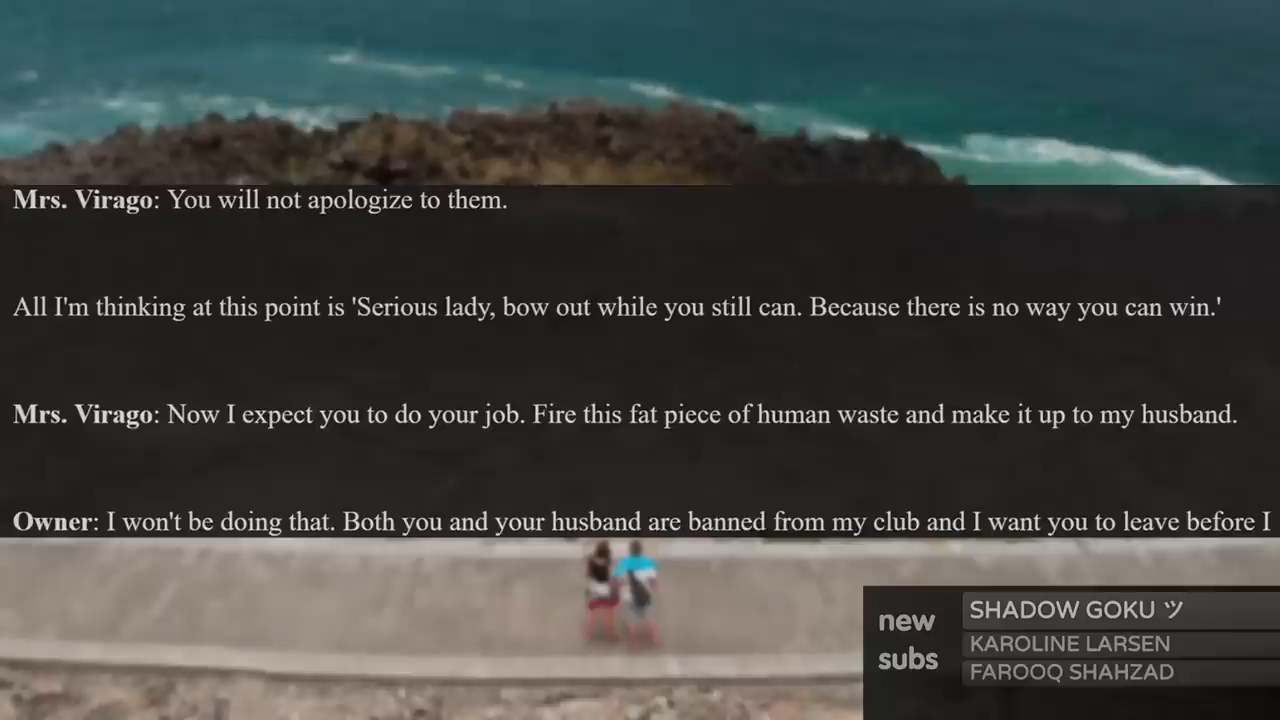 Mrs. Virago: You will not apologize to them.
All I'm thinking at this point is 'Serious lady, bow out while you still can. Because there is no way you can win.'
Mrs. Virago: Now I expect you to do your job. Fire this fat piece of human waste and make it up to my husband.
Owner: I won't be doing that. Both you and your husband are banned from my club and I want you to leave before I
new subs
SHADOW GOKU ツ
KAROLINE LARSEN
FAROOQ SHAHZAD